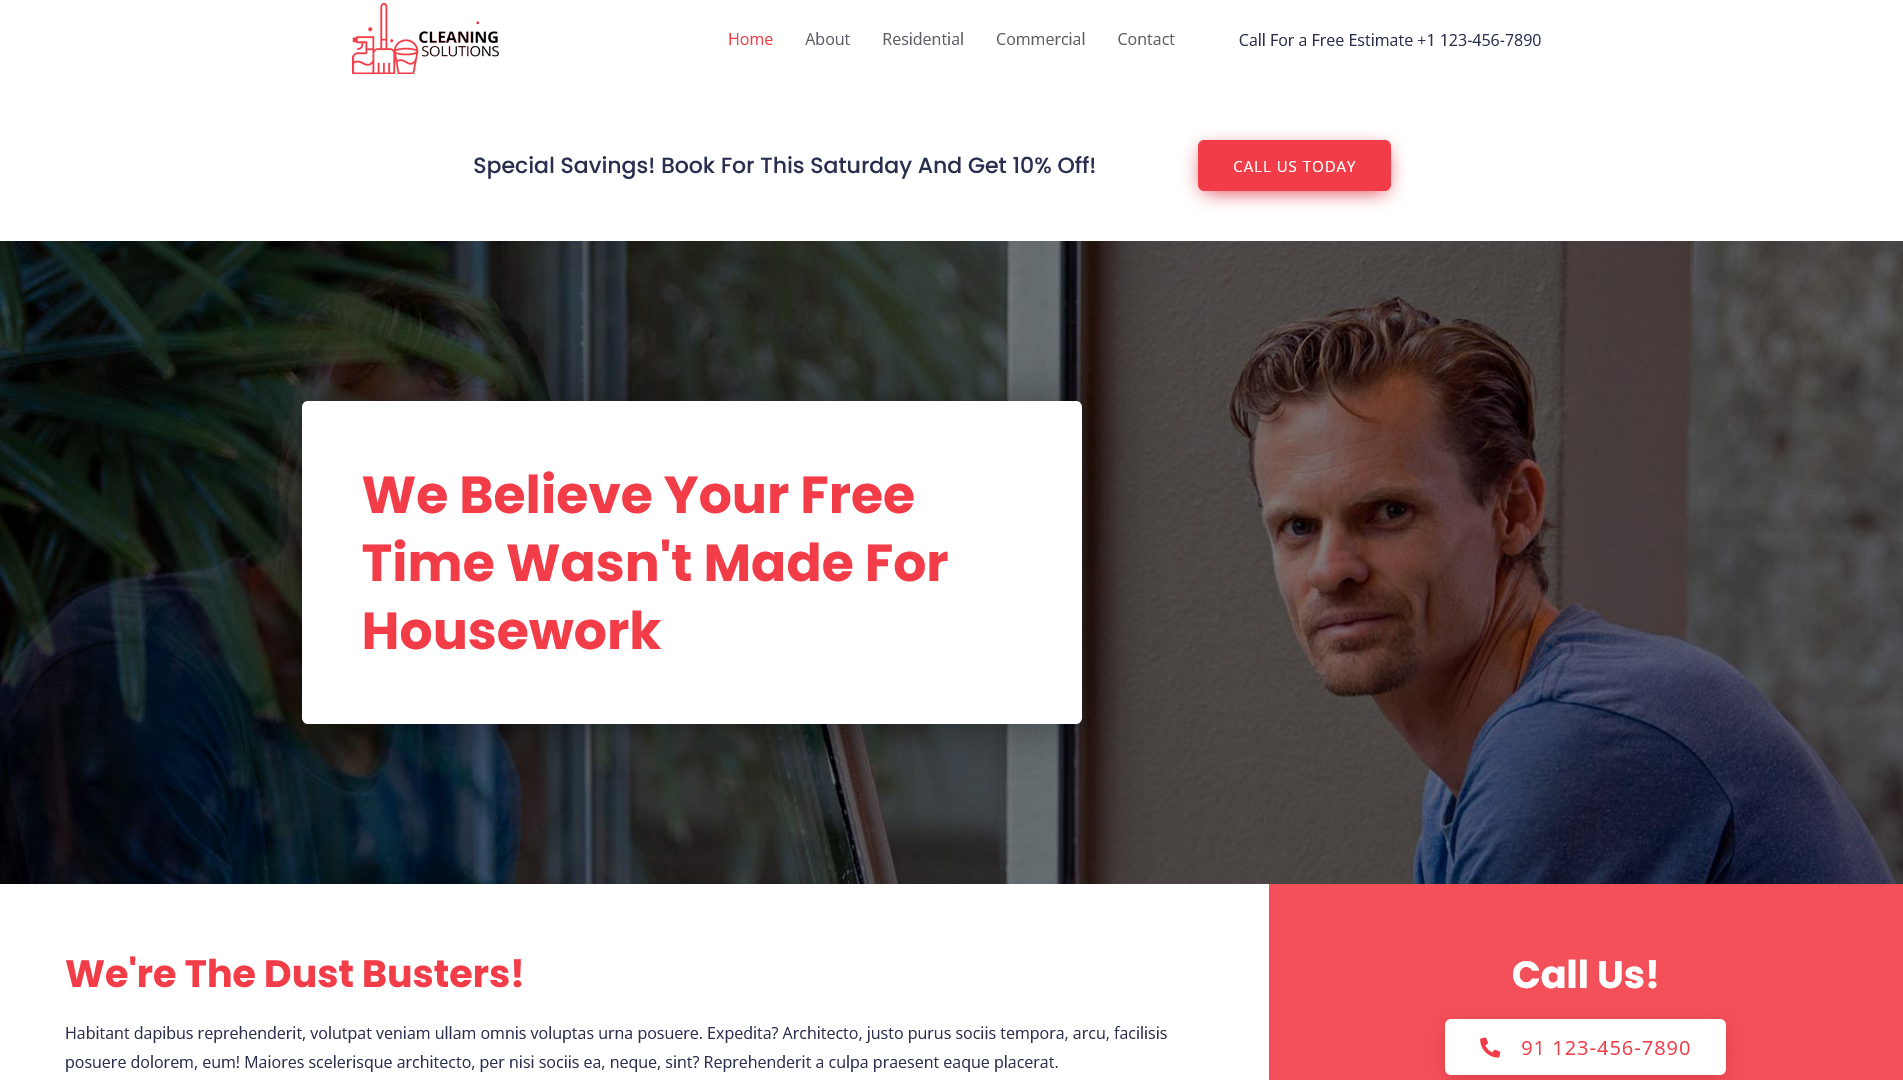 CLEANING
SOLUTIONS
Home About Residential Commercial Contact Call For a Free Estimate +1 123-456-7890
Special Savings! Book For This Saturday And Get 10% Off!
CALL US TODAY
We Believe Your Free
Time Wasn't Made For
Housework
We're The Dust Busters!
Habitant dapibus reprehenderit, volutpat veniam ullam omnis voluptas urna posuere. Expedita? Architecto, justo purus sociis tempora, arcu, facilisis
posuere dolorem, eum! Maiores scelerisque architecto, per nisi sociis ea, neque, sint? Reprehenderit a culpa praesent eaque placerat.
Call Us!
91 123-456-7890